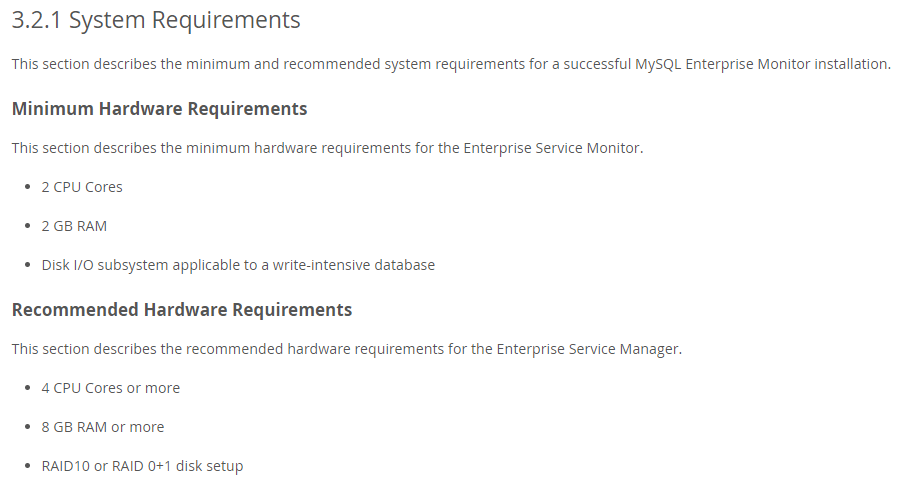 3.2.1 System Requirements
This section describes the minimum and recommended system requirements for a successful MySQL Enterprise Monitor installation.
Minimum Hardware Requirements
This section describes the minimum hardware requirements for the Enterprise Service Monitor.
• 2 CPU Cores
• 2 GB RAM
• Disk I/O subsystem applicable to a write-intensive database
Recommended Hardware Requirements
This section describes the recommended hardware requirements for the Enterprise Service Manager.
• 4 CPU Cores or more
• 8 GB RAM or more
• RAID10 or RAID 0+1 disk setup